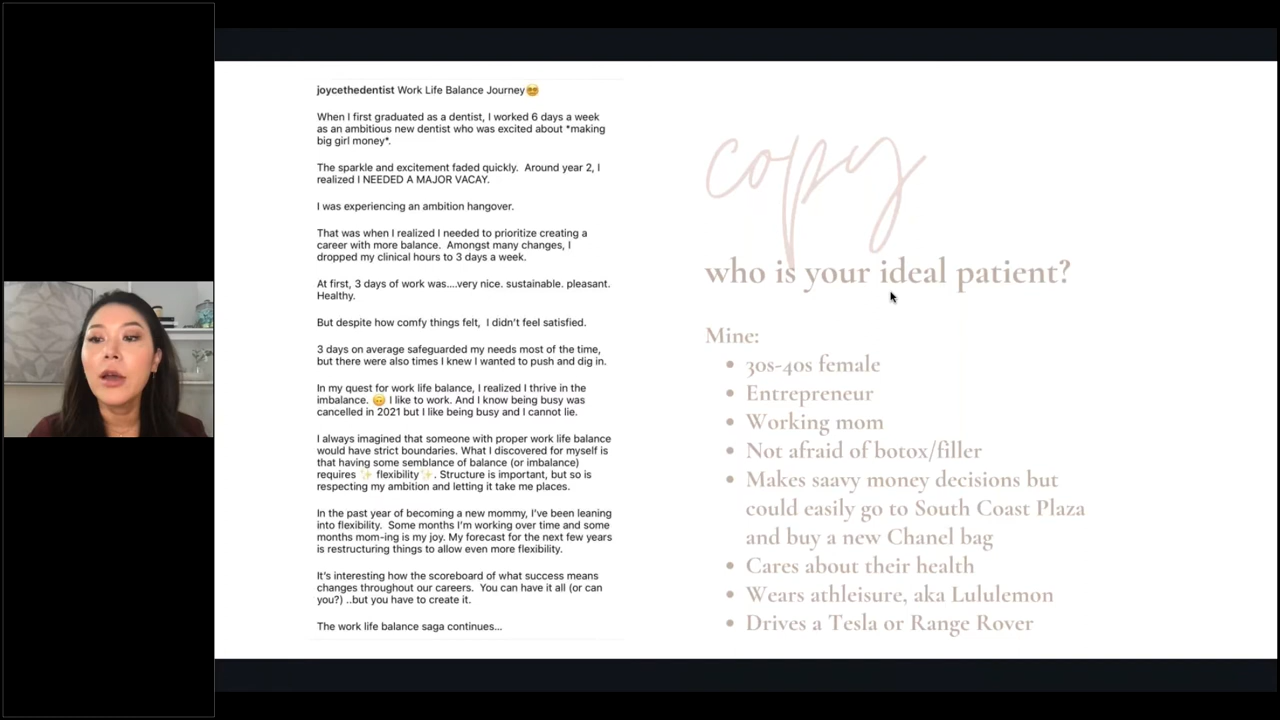 joycethedentist Work Life Balance Journey😵‍💫
When I first graduated as a dentist, I worked 6 days a week
as an ambitious new dentist who was excited about *making
big girl money*.
The sparkle and excitement faded quickly.  Around year 2, I
realized I NEEDED A MAJOR VACAY.
I was experiencing an ambition hangover.
That was when I realized I needed to prioritize creating a
career with more balance.  Amongst many changes, I
dropped my clinical hours to 3 days a week.
At first, 3 days of work was....very nice. sustainable. pleasant.
Healthy.
But despite how comfy things felt,  I didn't feel satisfied.
3 days on average safeguarded my needs most of the time,
but there were also times I knew I wanted to push and dig in.
In my quest for work life balance, I realized I thrive in the
imbalance. 🙃 I like to work. And I know being busy was
cancelled in 2021 but I like being busy and I cannot lie.
I always imagined that someone with proper work life balance
would have strict boundaries. What I discovered for myself is
that having some semblance of balance (or imbalance)
requires ✨ flexibility✨. Structure is important, but so is
respecting my ambition and letting it take me places.
In the past year of becoming a new mommy, I've been leaning
into flexibility.  Some months I'm working over time and some
months mom-ing is my joy. My forecast for the next few years
is restructuring things to allow even more flexibility.
It's interesting how the scoreboard of what success means
changes throughout our careers.  You can have it all (or can
you?) ..but you have to create it.
The work life balance saga continues...
copy
who is your ideal patient?
Mine:
• 30s-40s female
• Entrepreneur
• Working mom
• Not afraid of botox/filler
• Makes saavy money decisions but
could easily go to South Coast Plaza
and buy a new Chanel bag
• Cares about their health
• Wears athleisure, aka Lululemon
• Drives a Tesla or Range Rover